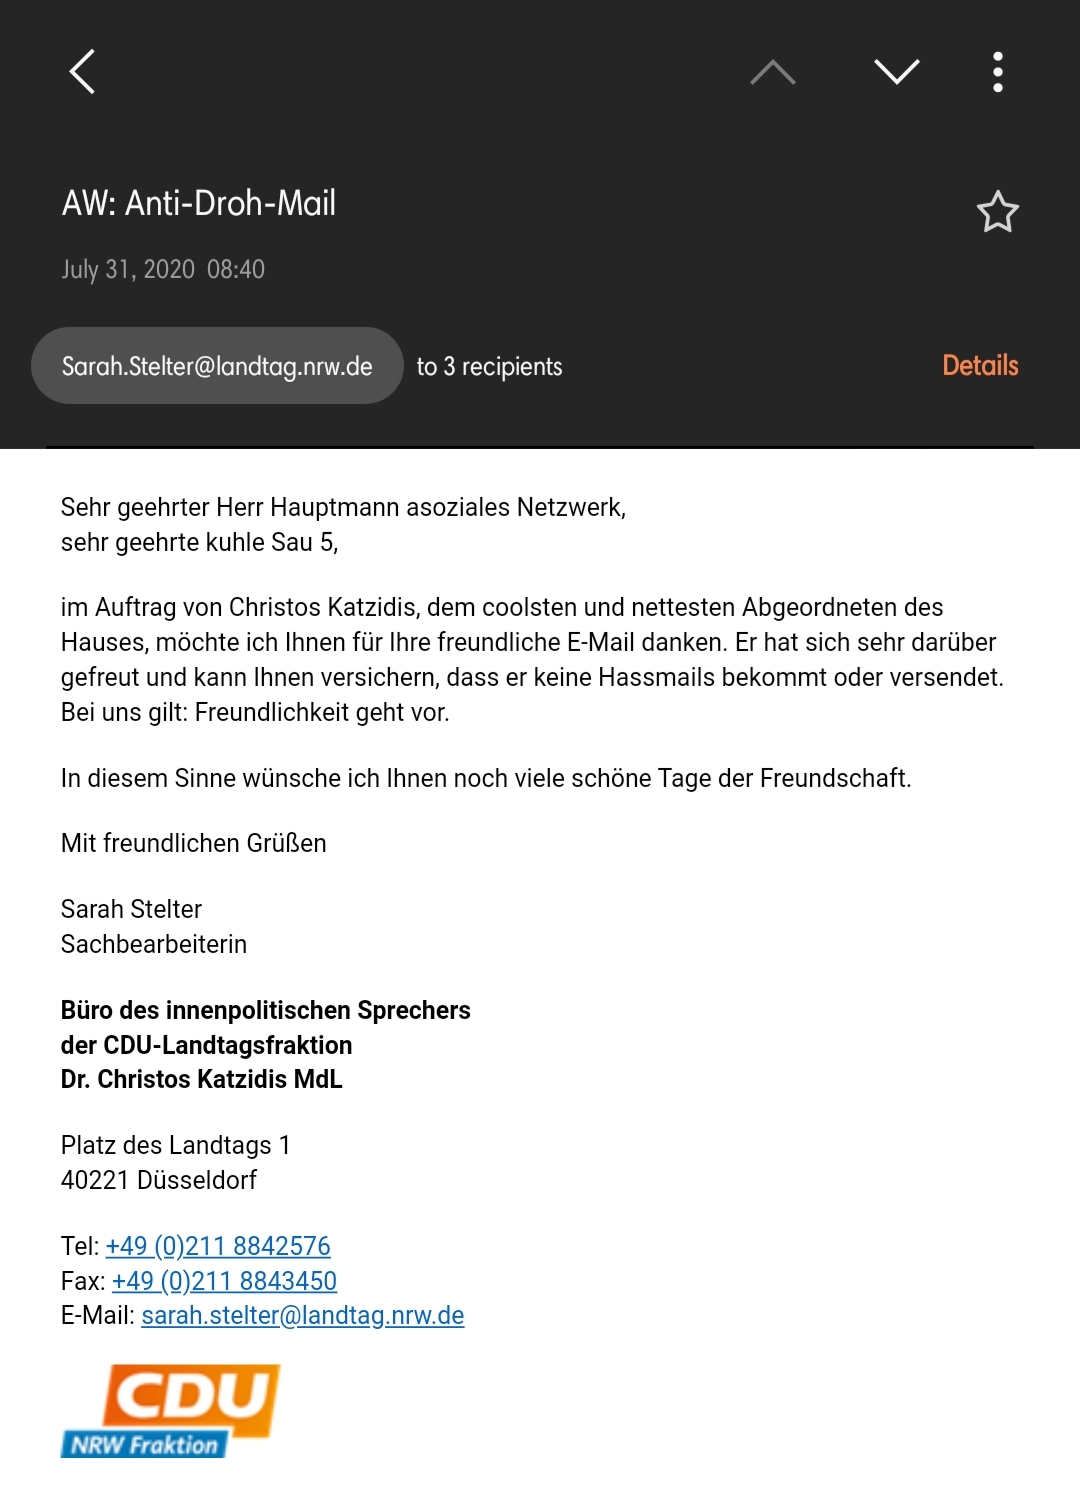 AW: Anti-Droh-Mail
July 31, 2020 08:40
Sarah.Stelter@landtag.nrw.de to 3 recipients Details
Sehr geehrter Herr Hauptmann asoziales Netzwerk,
sehr geehrte kuhle Sau 5,
im Auftrag von Christos Katzidis, dem coolsten und nettesten Abgeordneten des
Hauses, möchte ich Ihnen für Ihre freundliche E-Mail danken. Er hat sich sehr darüber
gefreut und kann Ihnen versichern, dass er keine Hassmails bekommt oder versendet.
Bei uns gilt: Freundlichkeit geht vor.
In diesem Sinne wünsche ich Ihnen noch viele schöne Tage der Freundschaft.
Mit freundlichen Grüßen
Sarah Stelter
Sachbearbeiterin
Büro des innenpolitischen Sprechers
der CDU-Landtagsfraktion
Dr. Christos Katzidis MdL
Platz des Landtags 1
40221 Düsseldorf
Tel: +49 (0)211 8842576
Fax: +49 (0)211 8843450
E-Mail: sarah.stelter@landtag.nrw.de
CDU
NRW Fraktion